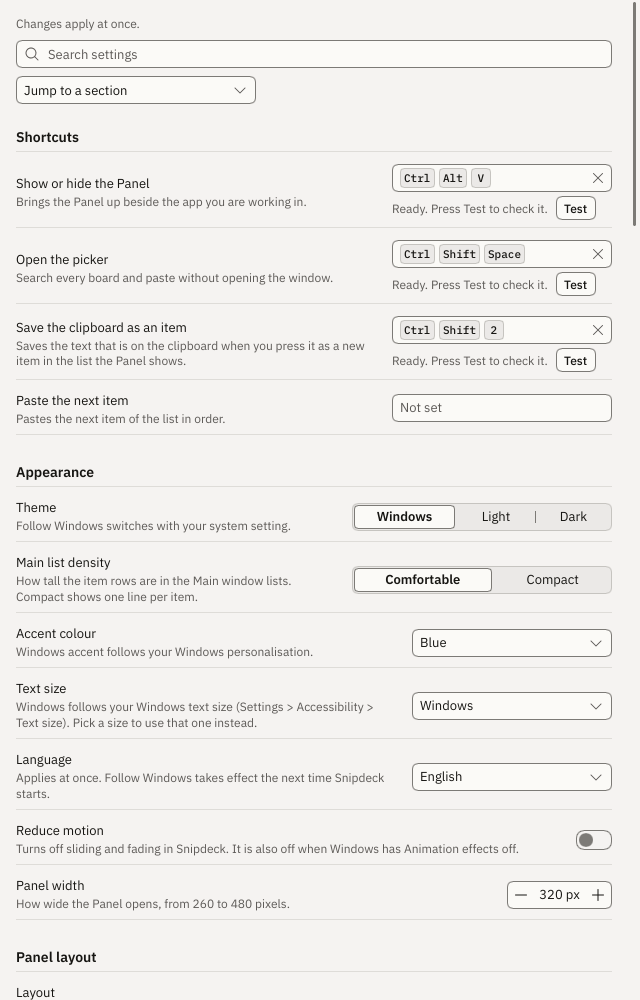 Changes apply at once.
Search settings
Jump to a section
Shortcuts
Show or hide the Panel
Brings the Panel up beside the app you are working in.
Ctrl Alt V
Ready. Press Test to check it. Test
Open the picker
Search every board and paste without opening the window.
Ctrl Shift Space
Ready. Press Test to check it. Test
Save the clipboard as an item
Saves the text that is on the clipboard when you press it as a new
item in the list the Panel shows.
Ctrl Shift 2
Ready. Press Test to check it. Test
Paste the next item
Pastes the next item of the list in order.
Not set
Appearance
Theme
Follow Windows switches with your system setting.
Windows Light Dark
Main list density
How tall the item rows are in the Main window lists.
Compact shows one line per item.
Comfortable Compact
Accent colour
Windows accent follows your Windows personalisation.
Blue
Text size
Windows follows your Windows text size (Settings > Accessibility >
Text size). Pick a size to use that one instead.
Windows
Language
Applies at once. Follow Windows takes effect the next time Snipdeck
starts.
English
Reduce motion
Turns off sliding and fading in Snipdeck. It is also off when Windows has Animation effects off.
Panel width
How wide the Panel opens, from 260 to 480 pixels.
320 px
Panel layout
Layout